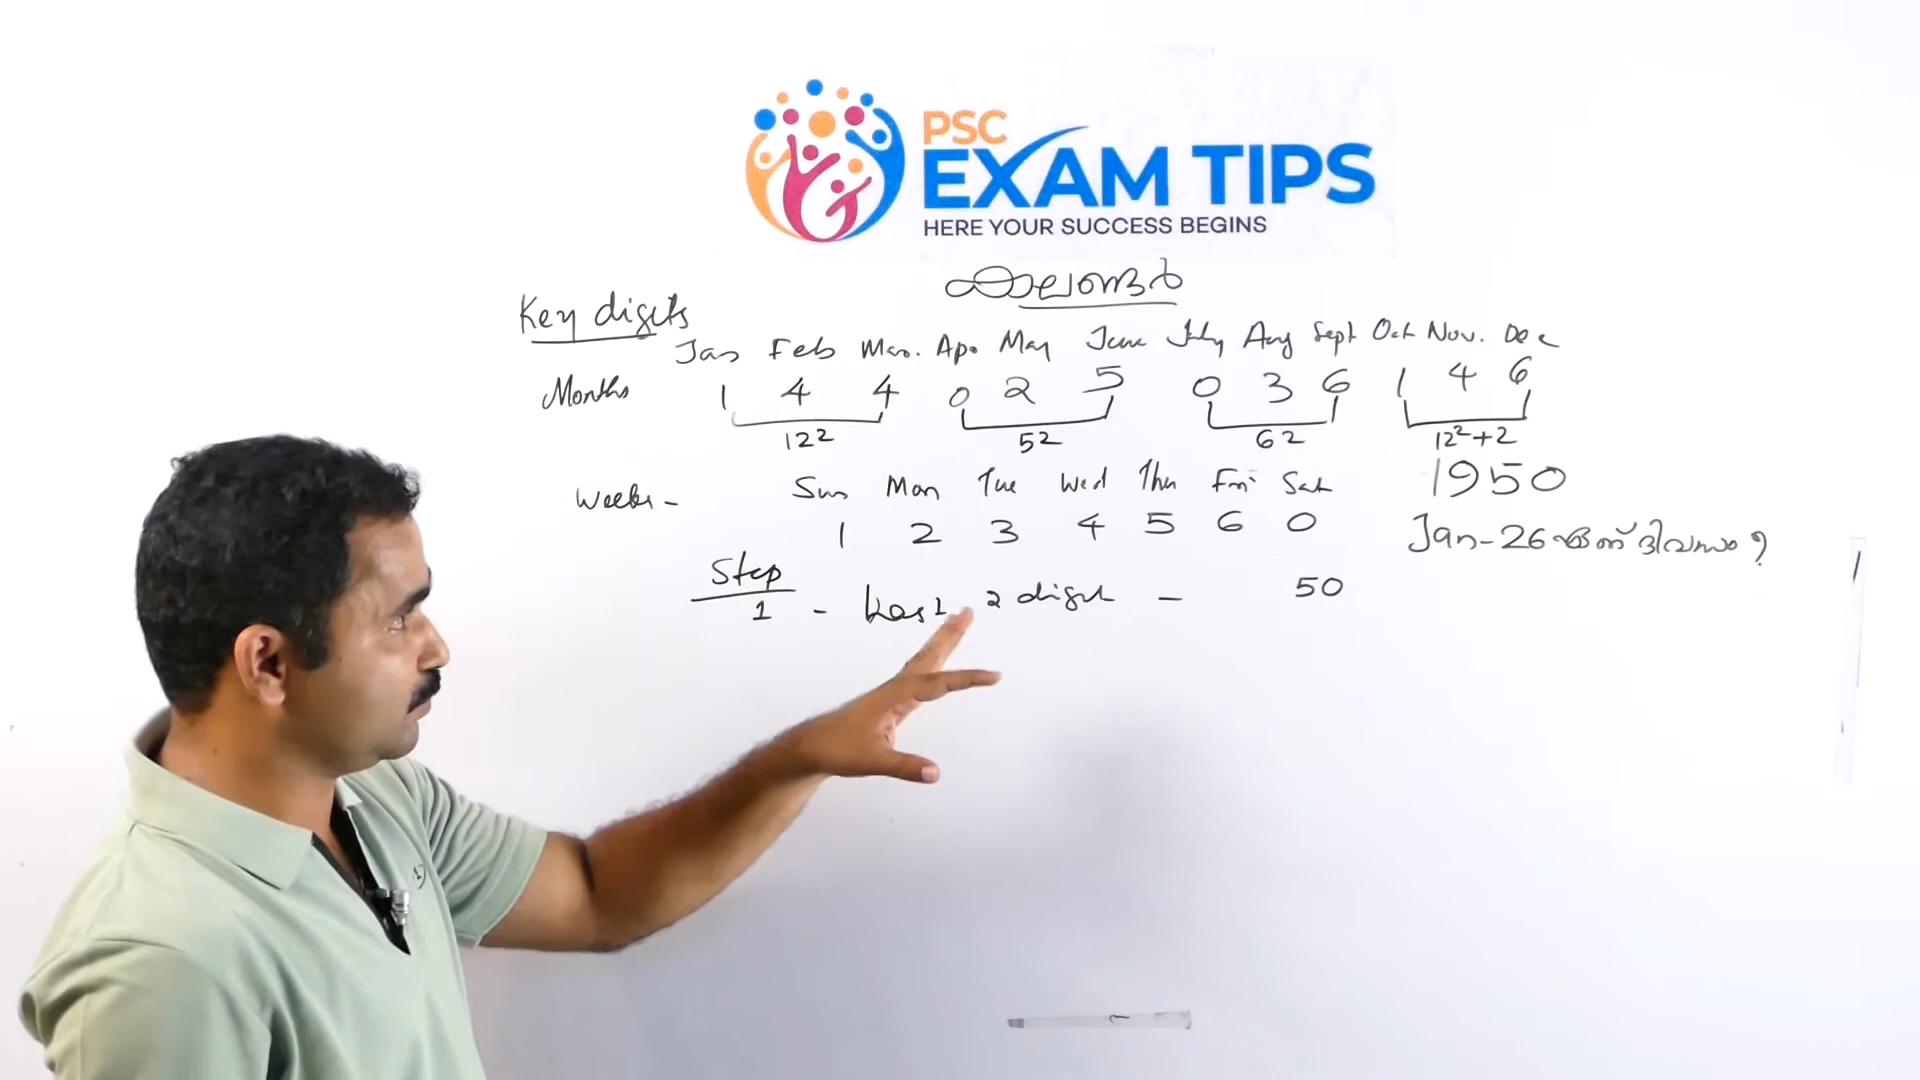 PSC
EXAM TIPS
HERE YOUR SUCCESS BEGINS
കലണ്ടർ
Key digits
Jan Feb Mar. Apr May June July Aug Sept Oct Nov. Dec
Months 1 4 4 0 2 5 0 3 6 1 4 6
12² 5² 6² 12²+2
Weeks - Sun Mon Tue Wed Thu Fri Sat
1 2 3 4 5 6 0
1950
Jan-26 ഏത് ദിവസം ?
Step
1 - Last 2 digit - 50